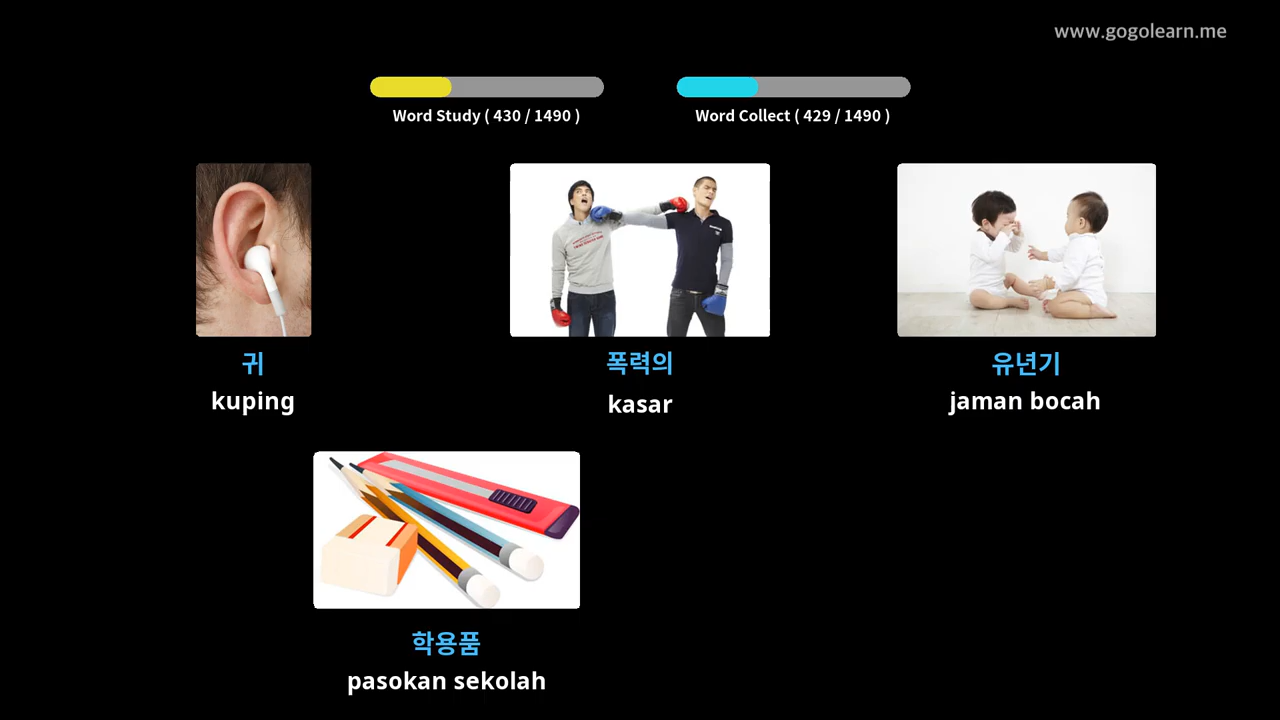 www.gogolearn.me
Word Study ( 430 / 1490 )
Word Collect ( 429 / 1490 )
귀
kuping
폭력의
kasar
유년기
jaman bocah
학용품
pasokan sekolah